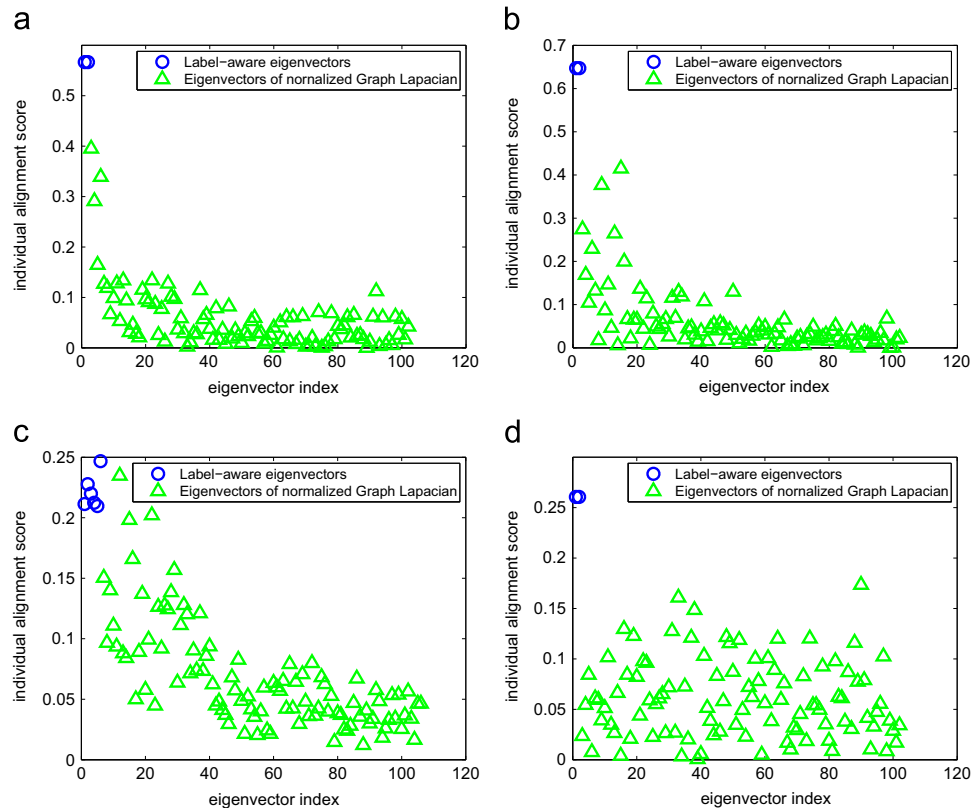 a
Label-aware eigenvectors
Eigenvectors of nornalized Graph Lapacian
0.5
0.4
0.3
0.2
0.1
0
0 20 40 60 80 100 120
individual alignment score
eigenvector index
b
Label-aware eigenvectors
Eigenvectors of nornalized Graph Lapacian
0.7
0.6
0.5
0.4
0.3
0.2
0.1
0
0 20 40 60 80 100 120
individual alignment score
eigenvector index
c
Label-aware eigenvectors
Eigenvectors of nornalized Graph Lapacian
0.25
0.2
0.15
0.1
0.05
0
0 20 40 60 80 100 120
individual alignment score
eigenvector index
d
Label-aware eigenvectors
Eigenvectors of nornalized Graph Lapacian
0.25
0.2
0.15
0.1
0.05
0
0 20 40 60 80 100 120
individual alignment score
eigenvector index